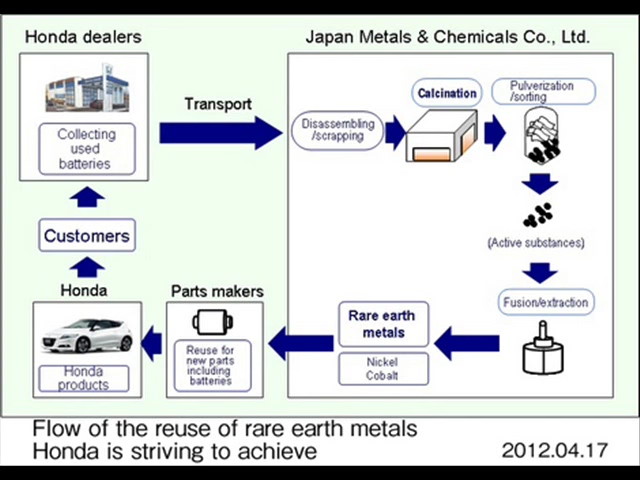 Honda dealers
Japan Metals & Chemicals Co., Ltd.
Collecting
used
batteries
Transport
Disassembling
/scrapping
Calcination
Pulverization
/sorting
(Active substances)
Fusion/extraction
Rare earth
metals
Nickel
Cobalt
Parts makers
Reuse for
new parts
including
batteries
Honda
Honda
products
Customers
Flow of the reuse of rare earth metals
Honda is striving to achieve
2012.04.17